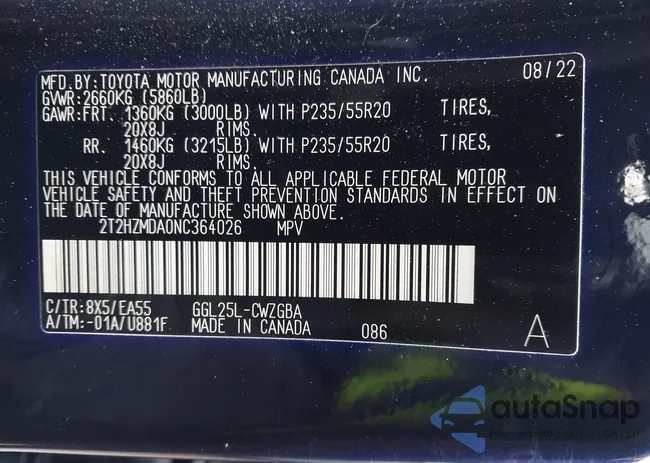 MFD.BY:TOYOTA MOTOR MANUFACTURING CANADA INC. 08/22
GVWR:2660KG (5860LB)
GAWR:FRT. 1360KG (3000LB) WITH P235/55R20 TIRES,
20X8J RIMS.
RR. 1460KG (3215LB) WITH P235/55R20 TIRES,
20X8J RIMS.
THIS VEHICLE CONFORMS TO ALL APPLICABLE FEDERAL MOTOR
VEHICLE SAFETY AND THEFT PREVENTION STANDARDS IN EFFECT ON
THE DATE OF MANUFACTURE SHOWN ABOVE.
2T2HZMDA0NC364026 MPV
C/TR:8X5/EA55 GGL25L-CWZGBA
A/TM:-01A/U881F MADE IN CANADA 086 A
autoSnap